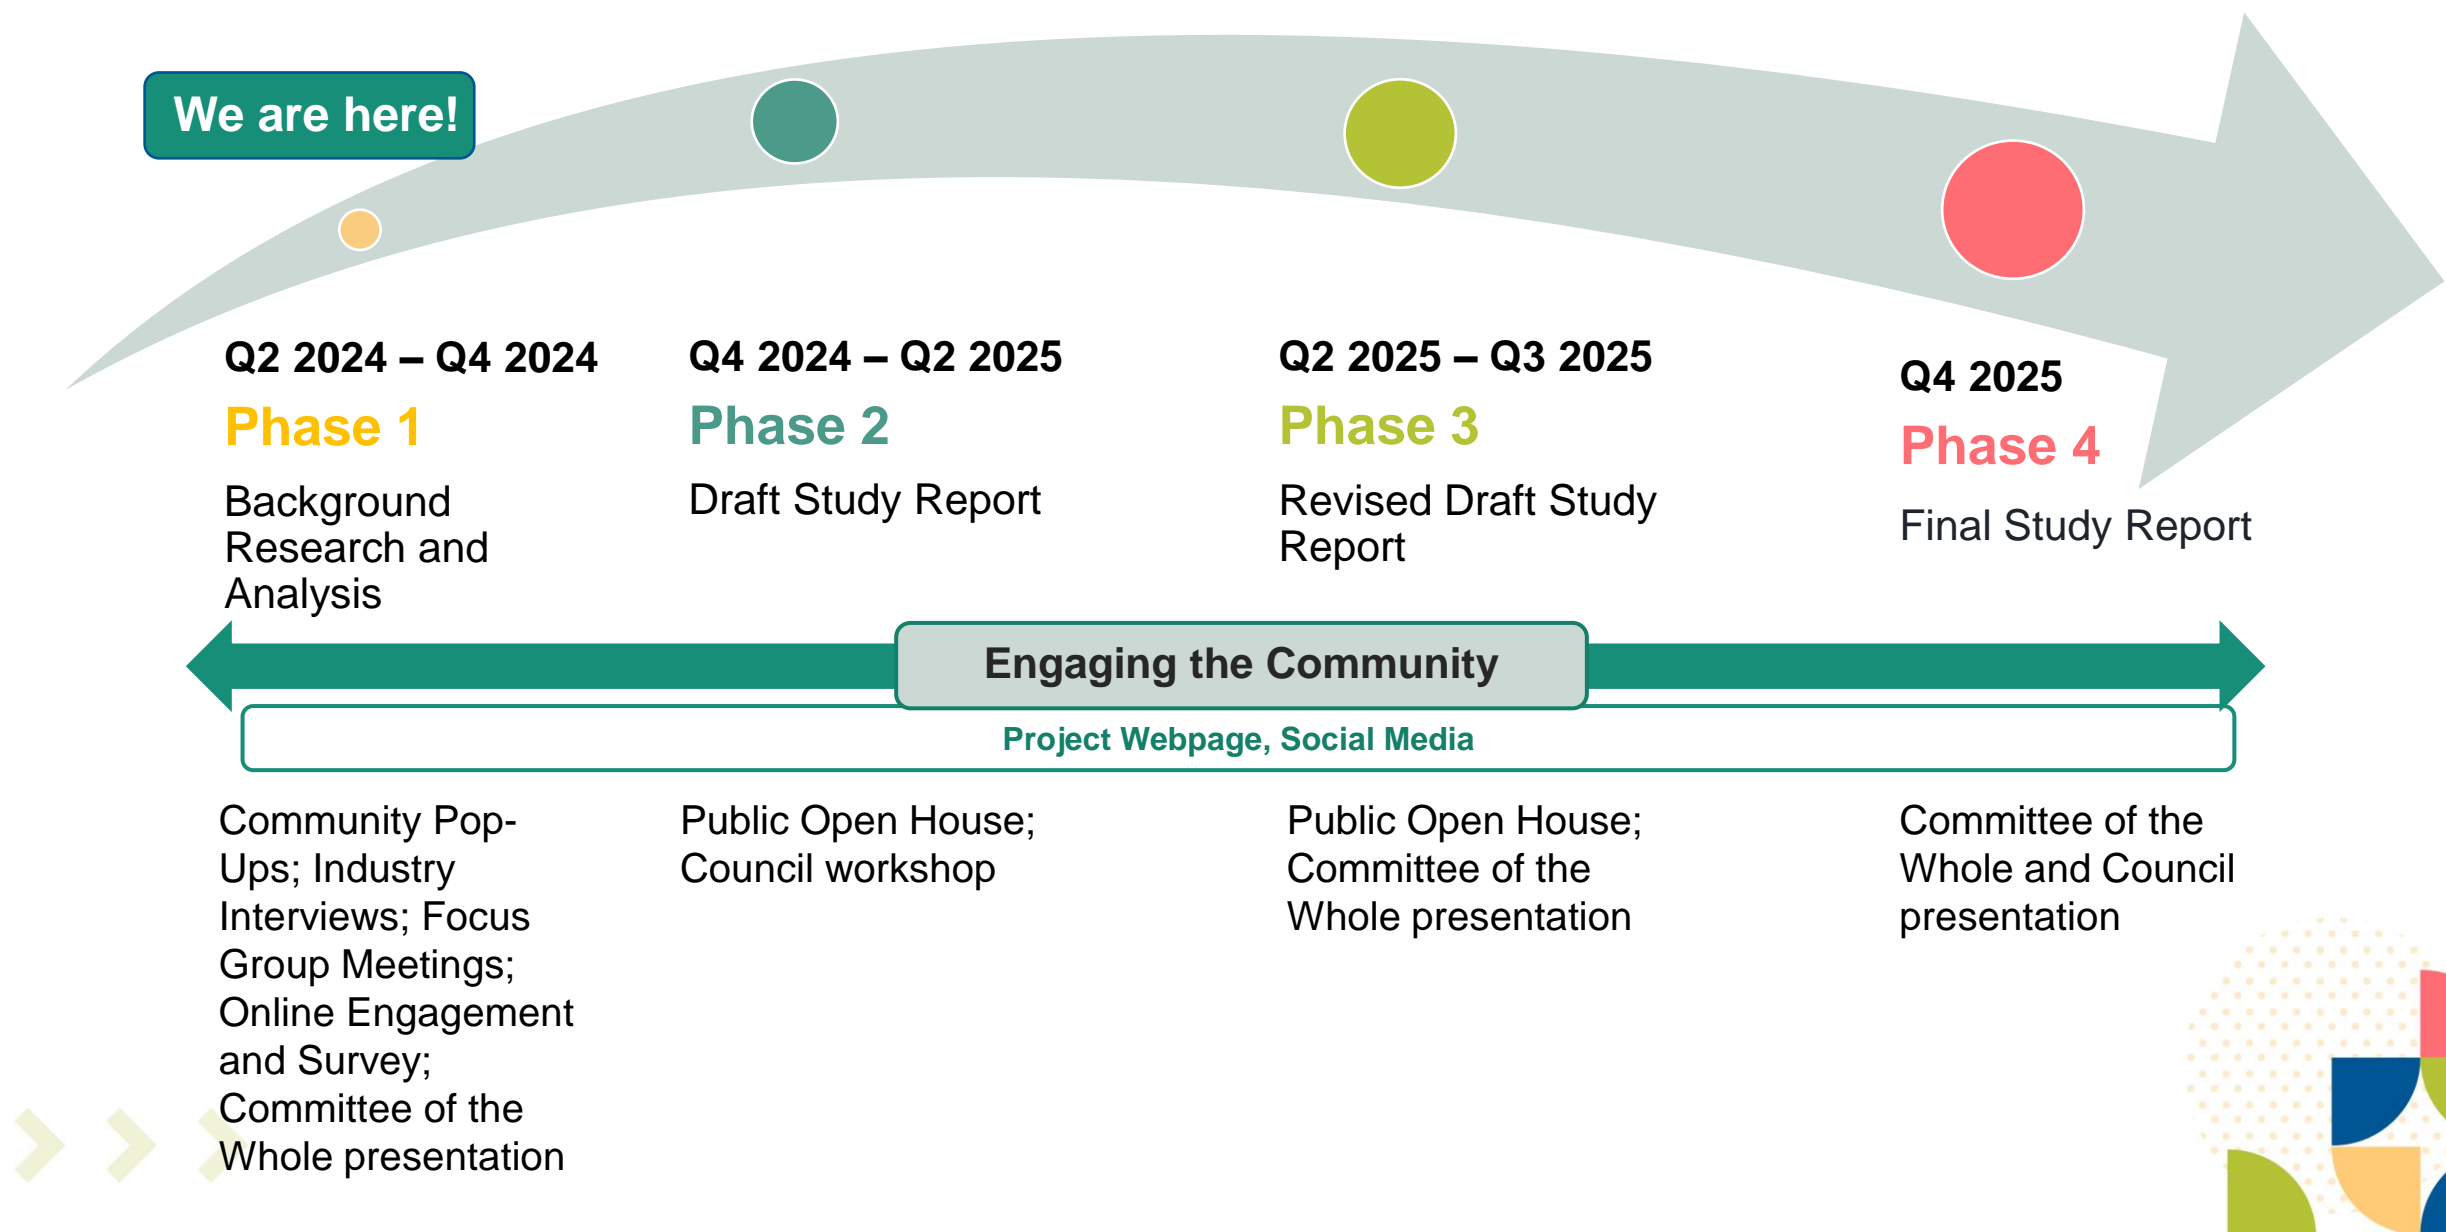 We are here!
Q2 2024 – Q4 2024
Phase 1
Background
Research and
Analysis
Q4 2024 – Q2 2025
Phase 2
Draft Study Report
Q2 2025 – Q3 2025
Phase 3
Revised Draft Study
Report
Q4 2025
Phase 4
Final Study Report
Engaging the Community
Project Webpage, Social Media
Community Pop-
Ups; Industry
Interviews; Focus
Group Meetings;
Online Engagement
and Survey;
Committee of the
Whole presentation
Public Open House;
Council workshop
Public Open House;
Committee of the
Whole presentation
Committee of the
Whole and Council
presentation